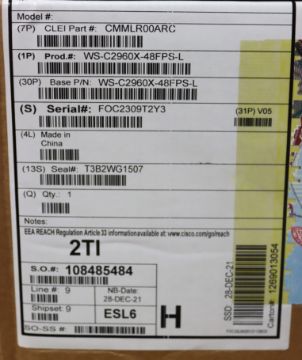 Model #:
(7P) CLEI Part #: CMMLR00ARC
(1P) Prod.#: WS-C2960X-48FPS-L
(30P) Base P/N: WS-C2960X-48FPS-L
(S) Serial#: FOC2309T2Y3
(31P) V05
(4L) Made in
China
(13S) Seal#: T3B2WG1507
(Q) Qty.: 1
Notes:
EEA REACH Regulation Article 33 information available at: www.cisco.com/go/reach
2TI
S.O.#: 108485484
Line #: 9
NB-Date:
28-DEC-21
Shipset: 9
ESL6
SO-SS #:
H
SSD: 28-DEC-21
Carton#: 1269013054